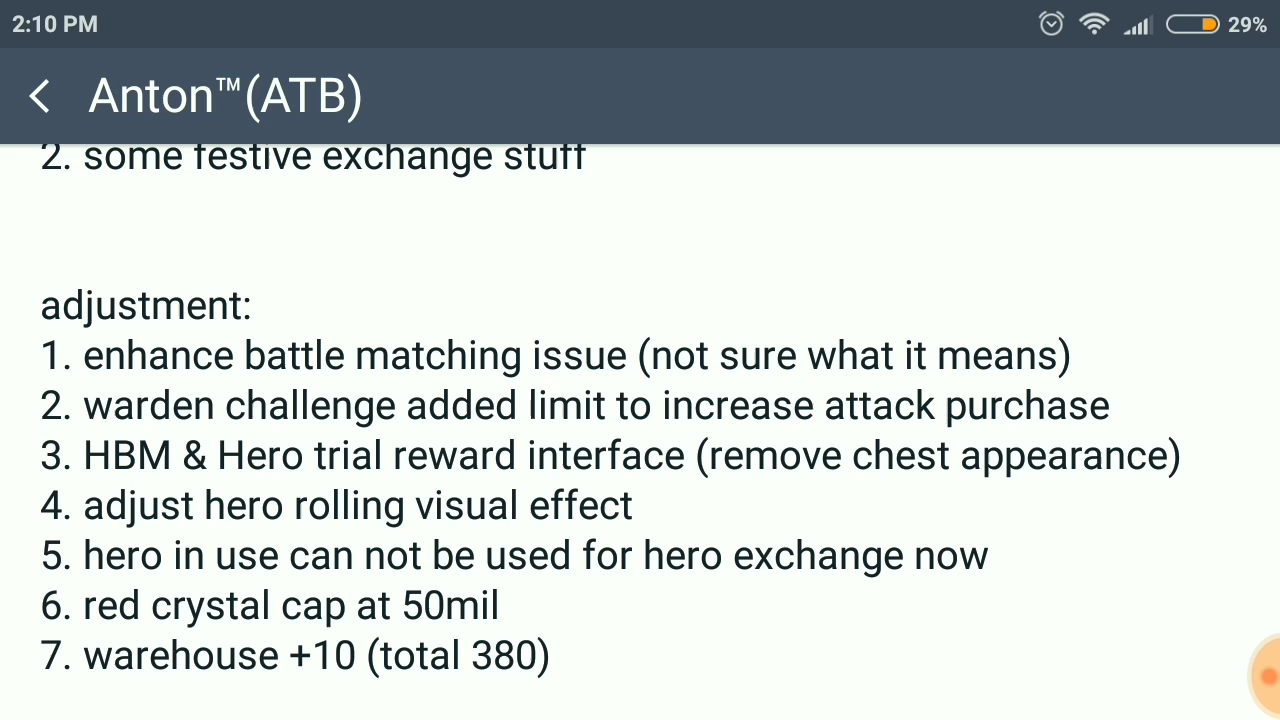 2:10 PM 29%
Anton™(ATB)
2. some festive exchange stuff
adjustment:
1. enhance battle matching issue (not sure what it means)
2. warden challenge added limit to increase attack purchase
3. HBM & Hero trial reward interface (remove chest appearance)
4. adjust hero rolling visual effect
5. hero in use can not be used for hero exchange now
6. red crystal cap at 50mil
7. warehouse +10 (total 380)